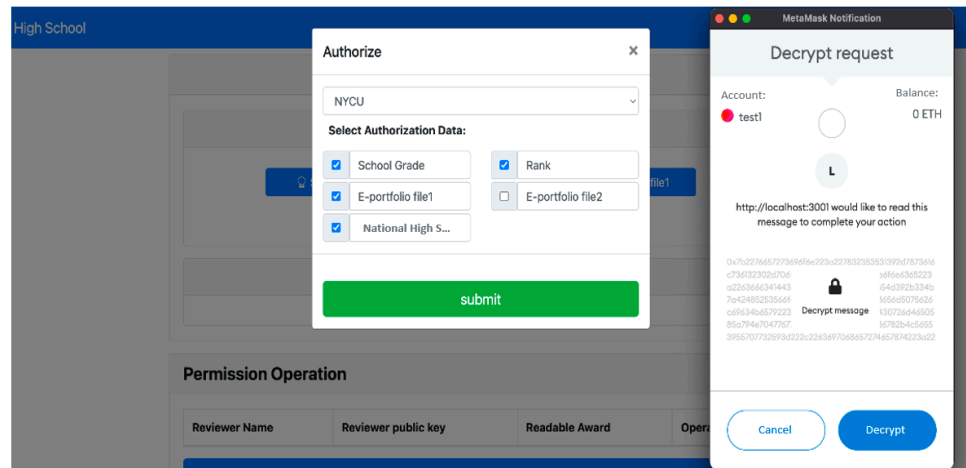 High School
Authorize
×
NYCU
Select Authorization Data:
School Grade
Rank
E-portfolio file1
E-portfolio file2
National High S...
submit
file1
Permission Operation
Reviewer Name
Reviewer public key
Readable Award
Opera
MetaMask Notification
Decrypt request
Account:
Balance:
test1
0 ETH
L
http://localhost:3001 would like to read this
message to complete your action
Decrypt message
Cancel
Decrypt